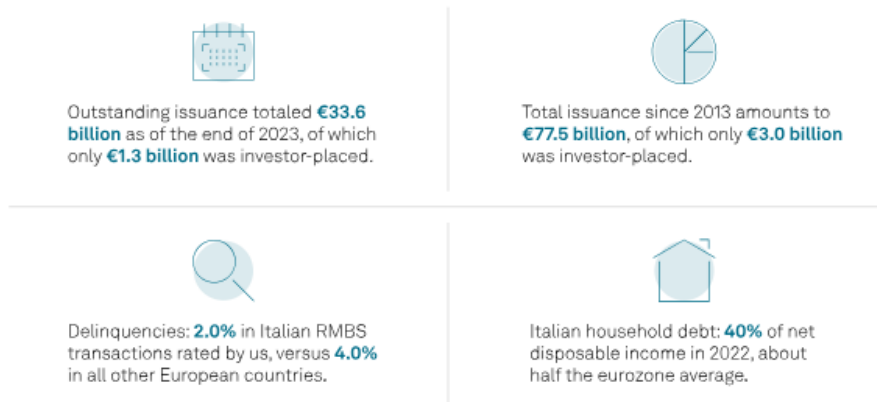 Outstanding issuance totaled €33.6
billion as of the end of 2023, of which
only €1.3 billion was investor-placed.
Total issuance since 2013 amounts to
€77.5 billion, of which only €3.0 billion
was investor-placed.
Delinquencies: 2.0% in Italian RMBS
transactions rated by us, versus 4.0%
in all other European countries.
Italian household debt: 40% of net
disposable income in 2022, about
half the eurozone average.